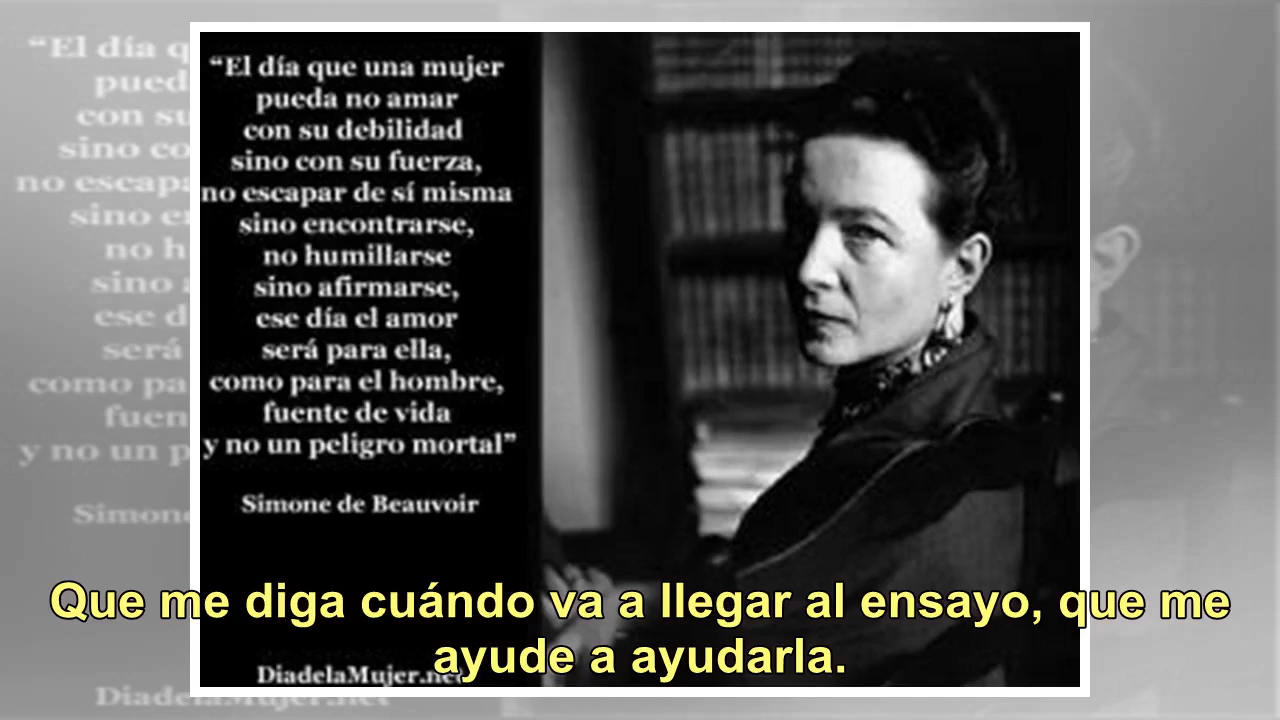 “El día que una mujer
pueda no amar
con su debilidad
sino con su fuerza,
no escapar de sí misma
sino encontrarse,
no humillarse
sino afirmarse,
ese día el amor
será para ella,
como para el hombre,
fuente de vida
y no un peligro mortal”
Simone de Beauvoir
Que me diga cuándo va a llegar al ensayo, que me
ayude a ayudarla.
DiadelaMujer.net